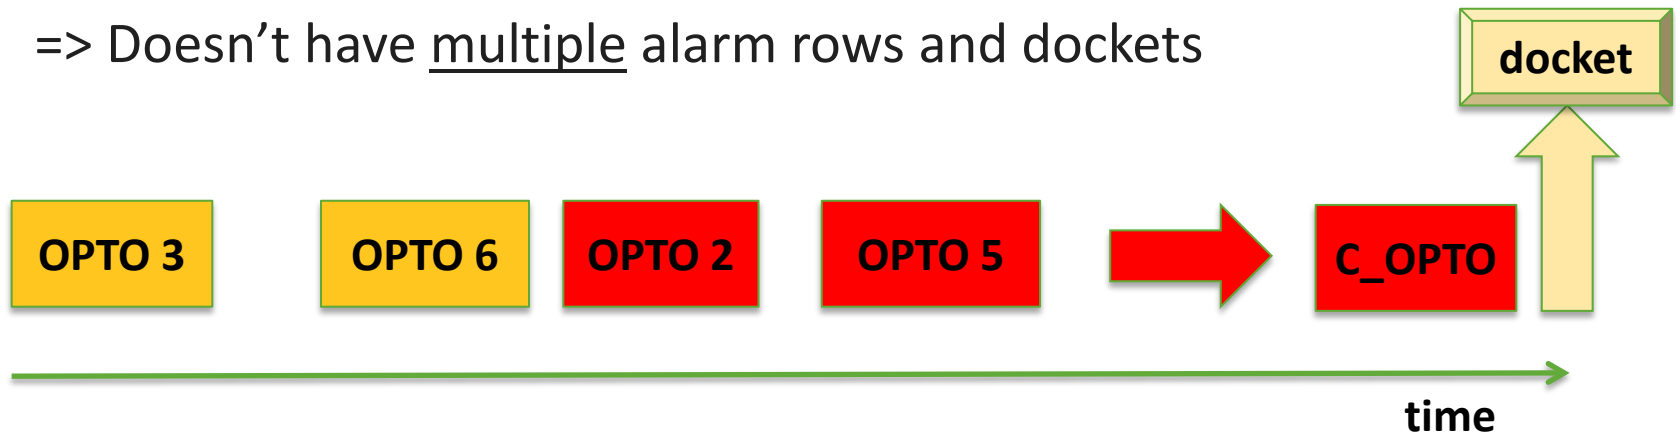 => Doesn’t have multiple alarm rows and dockets
docket
OPTO 3
OPTO 6
OPTO 2
OPTO 5
C_OPTO
time